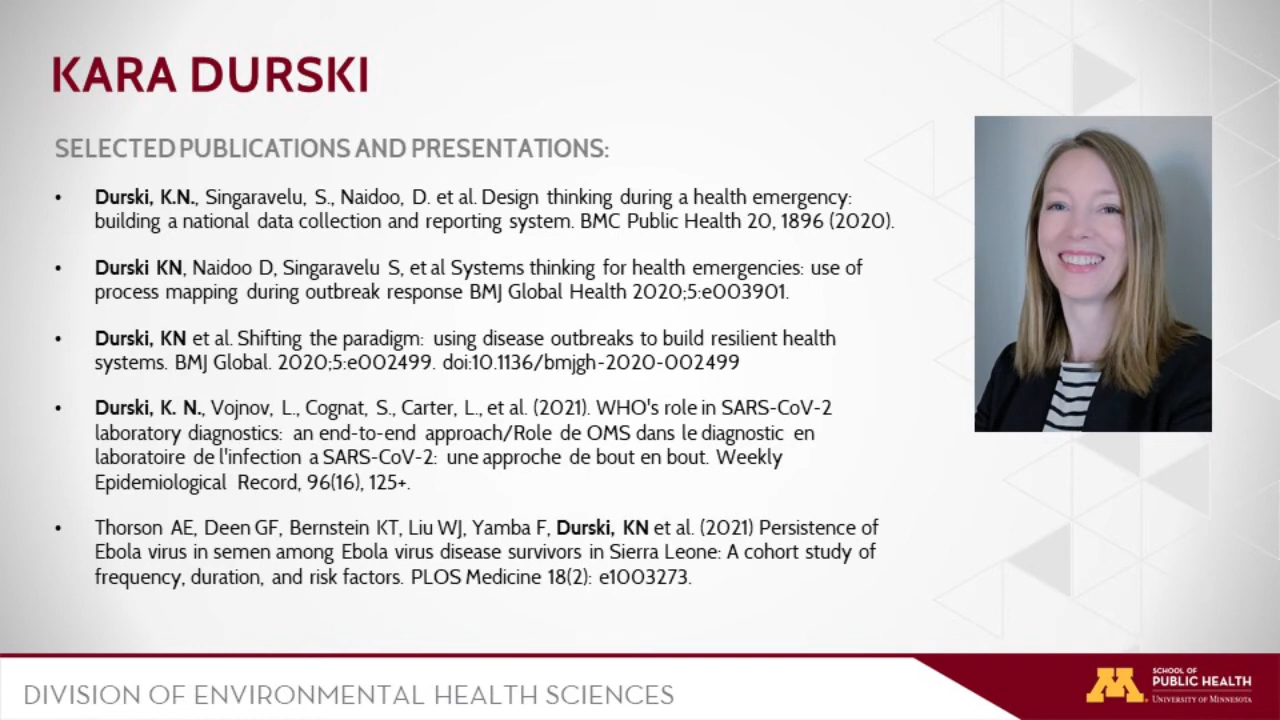 KARA DURSKI
SELECTED PUBLICATIONS AND PRESENTATIONS:
• Durski, K.N., Singaravelu, S., Naidoo, D. et al. Design thinking during a health emergency:
building a national data collection and reporting system. BMC Public Health 20, 1896 (2020).
• Durski KN, Naidoo D, Singaravelu S, et al Systems thinking for health emergencies: use of
process mapping during outbreak response BMJ Global Health 2020;5:e003901.
• Durski, KN et al. Shifting the paradigm: using disease outbreaks to build resilient health
systems. BMJ Global. 2020;5:e002499. doi:10.1136/bmjgh-2020-002499
• Durski, K. N., Vojnov, L., Cognat, S., Carter, L., et al. (2021). WHO's role in SARS-CoV-2
laboratory diagnostics: an end-to-end approach/Role de OMS dans le diagnostic en
laboratoire de l'infection a SARS-CoV-2: une approche de bout en bout. Weekly
Epidemiological Record, 96(16), 125+.
• Thorson AE, Deen GF, Bernstein KT, Liu WJ, Yamba F, Durski, KN et al. (2021) Persistence of
Ebola virus in semen among Ebola virus disease survivors in Sierra Leone: A cohort study of
frequency, duration, and risk factors. PLOS Medicine 18(2): e1003273.
DIVISION OF ENVIRONMENTAL HEALTH SCIENCES
M
SCHOOL OF
PUBLIC HEALTH
UNIVERSITY OF MINNESOTA